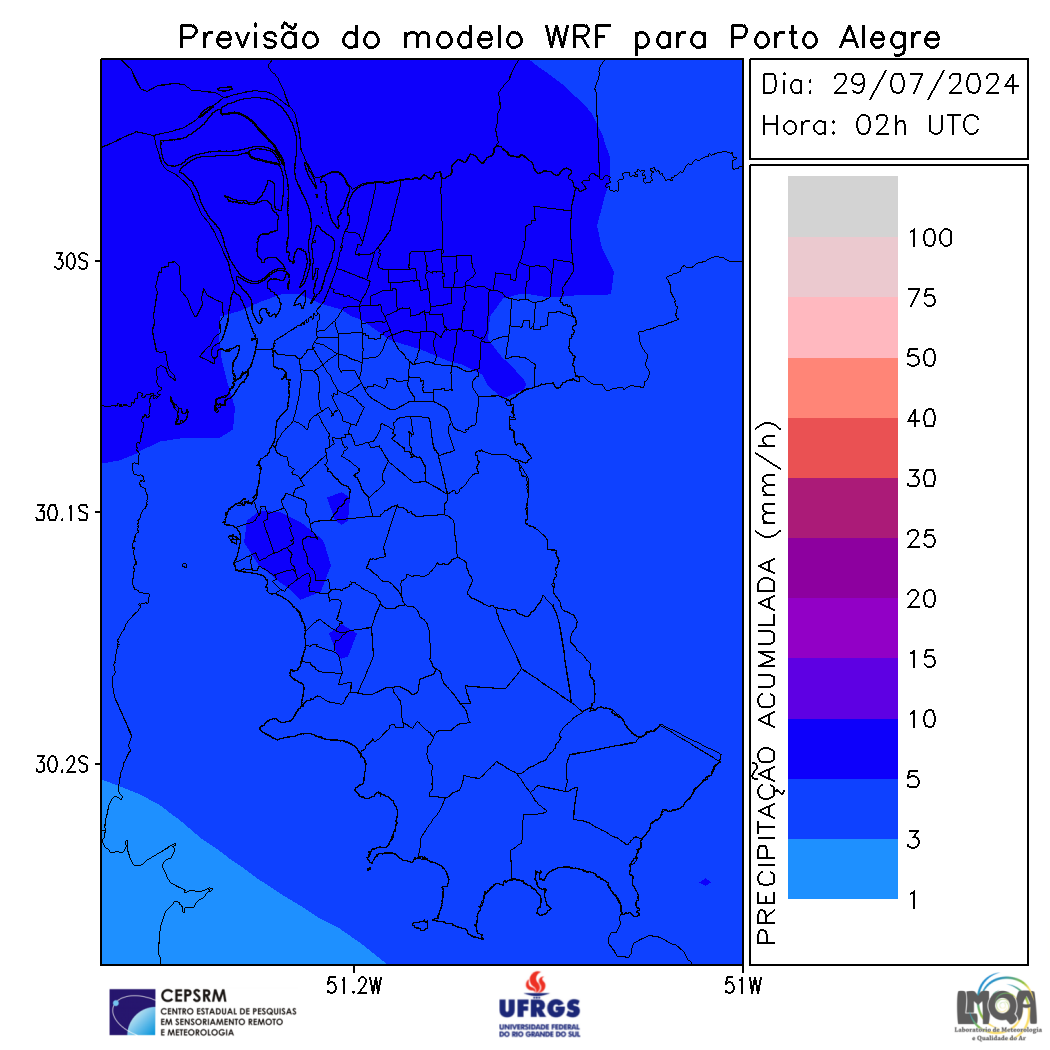 Previsão do modelo WRF para Porto Alegre
Dia: 29/07/2024
Hora: 02h UTC
30S
30.1S
30.2S
51.2W
51W
PRECIPITAÇÃO ACUMULADA (mm/h)
100
75
50
40
30
25
20
15
10
5
3
1
CEPSRM
CENTRO ESTADUAL DE PESQUISAS
EM SENSORIAMENTO REMOTO
E METEOROLOGIA
UFRGS
UNIVERSIDADE FEDERAL
DO RIO GRANDE DO SUL
LMQA
Laboratório de Meteorologia
e Qualidade do Ar